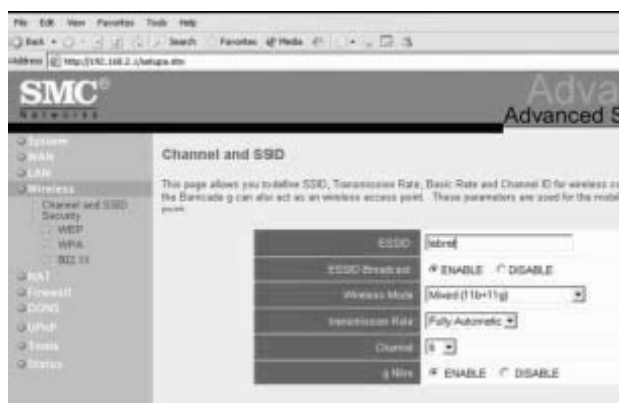 File Edit View Favorites Tools Help
Back Search Favorites Media
Address http://192.168.2.1/setupa.stm
SMC®
Networks
Adva
Advanced S
System
WAN
LAN
Wireless
Channel and SSID
Security
WEP
WPA
802.1X
NAT
Firewall
DDNS
UPnP
Tools
Status
Channel and SSID
This page allows you to define SSID, Transmission Rate, Basic Rate and Channel ID for wireless
the Barricade g can also act as an wireless access point. These parameters are used for the mobil
point.
ESSID
ESSID Broadcast ENABLE DISABLE
Wireless Mode Mixed (11b+11g)
transmission Rate Fully Automatic
Channel 6
g Nitro ENABLE DISABLE